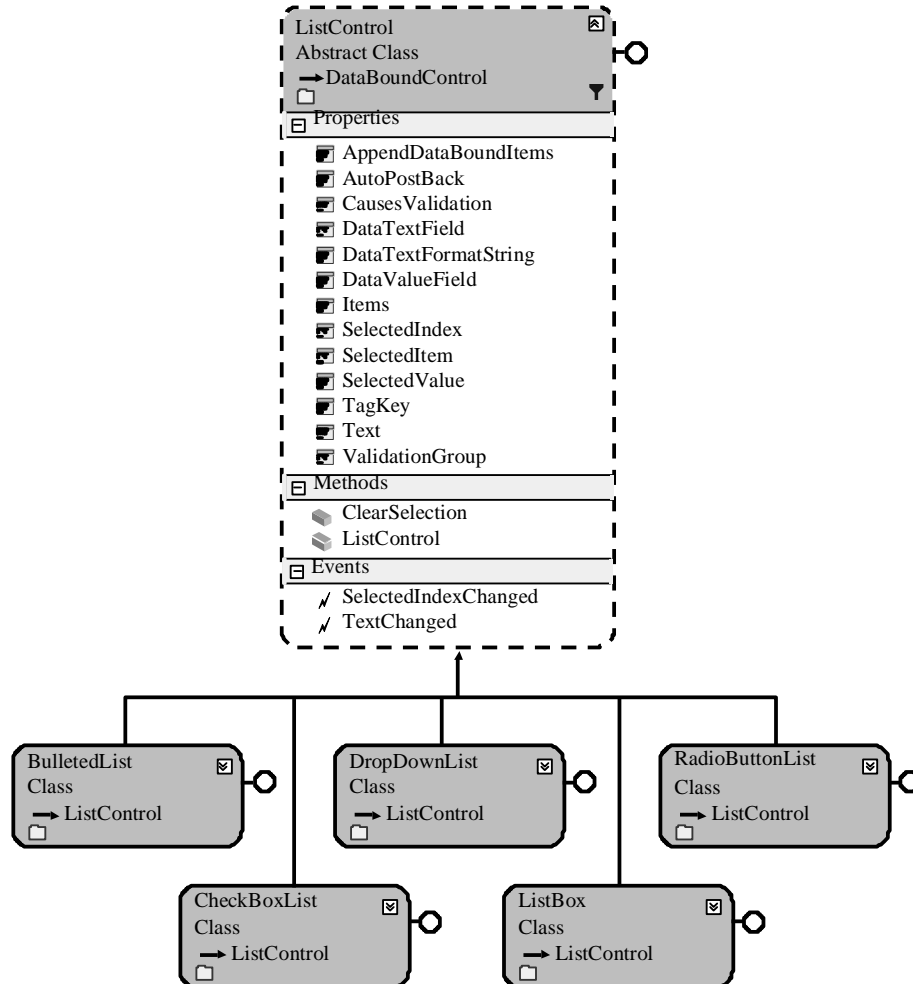 ListControl
Abstract Class
DataBoundControl
Properties
AppendDataBoundItems
AutoPostBack
CausesValidation
DataTextField
DataTextFormatString
DataValueField
Items
SelectedIndex
SelectedItem
SelectedValue
TagKey
Text
ValidationGroup
Methods
ClearSelection
ListControl
Events
SelectedIndexChanged
TextChanged
BulletedList
Class
ListControl
DropDownList
Class
ListControl
RadioButtonList
Class
ListControl
CheckBoxList
Class
ListControl
ListBox
Class
ListControl